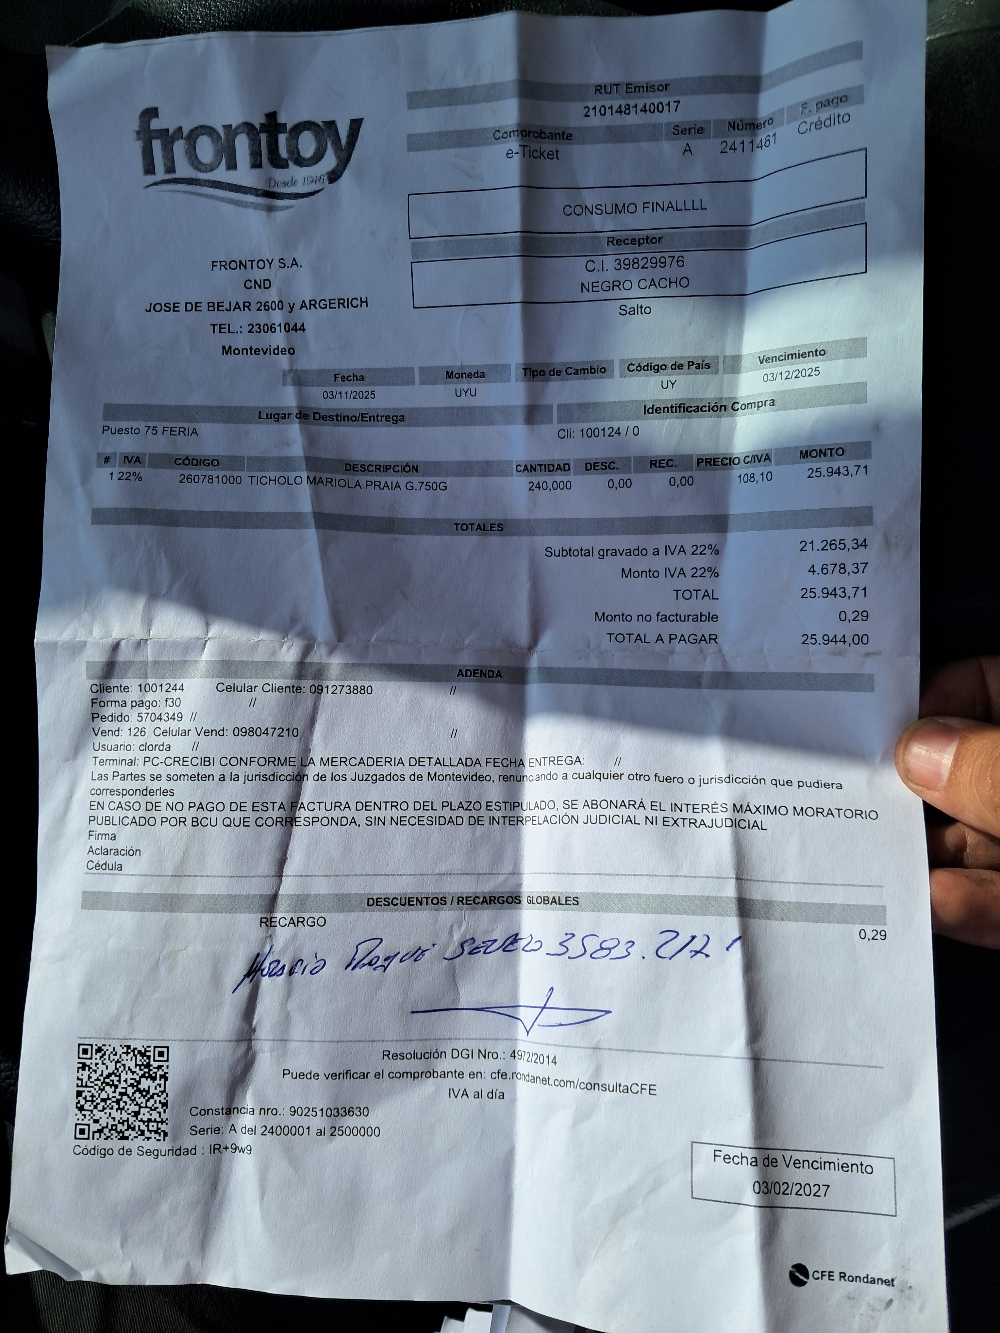 frontoy
Desde 1946
RUT Emisor
210148140017
Comprobante Serie Número F. pago
e-Ticket A 2411461 Crédito
CONSUMO FINALLLL
Receptor
C.I. 39829976
NEGRO CACHO
Salto
FRONTOY S.A.
CND
JOSE DE BEJAR 2600 y ARGERICH
TEL.: 23061044
Montevideo
Fecha Moneda Tipo de Cambio Código de País Vencimiento
03/11/2025 UYU UY 03/12/2025
Lugar de Destino/Entrega Identificación Compra
Puesto 75 FERIA Cli: 100124 / 0
# IVA CÓDIGO DESCRIPCIÓN CANTIDAD DESC. REC. PRECIO C/IVA MONTO
1 22% 260781000 TICHOLO MARIOLA PRAIA G.750G 240,000 0,00 0,00 108,10 25.943,71
TOTALES
Subtotal gravado a IVA 22% 21.265,34
Monto IVA 22% 4.678,37
TOTAL 25.943,71
Monto no facturable 0,29
TOTAL A PAGAR 25.944,00
ADENDA
Cliente: 1001244 Celular Cliente: 091273880 //
Forma pago: f30 //
Pedido: 5704349 //
Vend: 126 Celular Vend: 098047210 //
Usuario: clorda //
Terminal: PC-CRECIBI CONFORME LA MERCADERIA DETALLADA FECHA ENTREGA: //
Las Partes se someten a la jurisdicción de los Juzgados de Montevideo, renuncando a cualquier otro fuero o jurisdicción que pudiera
corresponderles
EN CASO DE NO PAGO DE ESTA FACTURA DENTRO DEL PLAZO ESTIPULADO, SE ABONARÁ EL INTERÉS MÁXIMO MORATORIO
PUBLICADO POR BCU QUE CORRESPONDA, SIN NECESIDAD DE INTERPELACIÓN JUDICIAL NI EXTRAJUDICIAL
Firma
Aclaración
Cédula
DESCUENTOS / RECARGOS GLOBALES
RECARGO 0,29
Horacio Roque 3583.217
Resolución DGI Nro.: 4972/2014
Puede verificar el comprobante en: cfe.rondanet.com/consultaCFE
IVA al día
Constancia nro.: 90251033630
Serie: A del 2400001 al 2500000
Código de Seguridad : IR+9w9
Fecha de Vencimiento
03/02/2027
CFE Rondanet